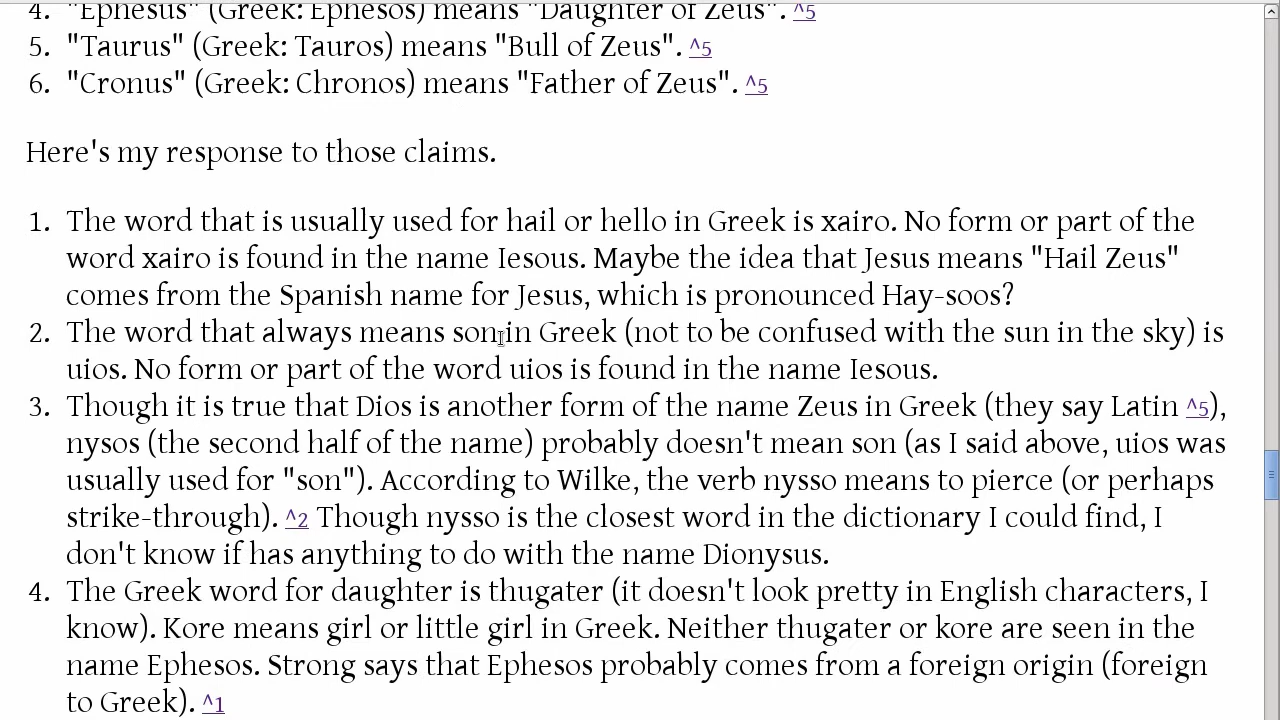 4. "Ephesus" (Greek: Ephesos) means "Daughter of Zeus". ^5
5. "Taurus" (Greek: Tauros) means "Bull of Zeus". ^5
6. "Cronus" (Greek: Chronos) means "Father of Zeus". ^5
Here's my response to those claims.
1. The word that is usually used for hail or hello in Greek is xairo. No form or part of the
word xairo is found in the name Iesous. Maybe the idea that Jesus means "Hail Zeus"
comes from the Spanish name for Jesus, which is pronounced Hay-soos?
2. The word that always means son in Greek (not to be confused with the sun in the sky) is
uios. No form or part of the word uios is found in the name Iesous.
3. Though it is true that Dios is another form of the name Zeus in Greek (they say Latin ^5),
nysos (the second half of the name) probably doesn't mean son (as I said above, uios was
usually used for "son"). According to Wilke, the verb nysso means to pierce (or perhaps
strike-through). ^2 Though nysso is the closest word in the dictionary I could find, I
don't know if has anything to do with the name Dionysus.
4. The Greek word for daughter is thugater (it doesn't look pretty in English characters, I
know). Kore means girl or little girl in Greek. Neither thugater or kore are seen in the
name Ephesos. Strong says that Ephesos probably comes from a foreign origin (foreign
to Greek). ^1